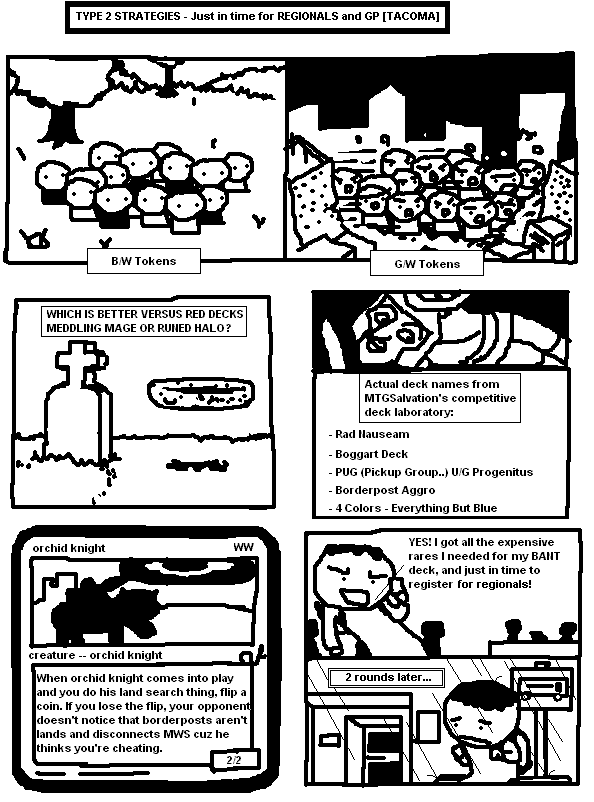 TYPE 2 STRATEGIES - Just in time for REGIONALS and GP [TACOMA]
B/W Tokens
G/W Tokens
WHICH IS BETTER VERSUS RED DECKS
MEDDLING MAGE OR RUNED HALO?
Actual deck names from
MTGSalvation's competitive
deck laboratory:
- Rad Nauseam
- Boggart Deck
- PUG (Pickup Group..) U/G Progenitus
- Borderpost Aggro
- 4 Colors - Everything But Blue
orchid knight WW
creature -- orchid knight
When orchid knight comes into play
and you do his land search thing, flip a
coin. If you lose the flip, your opponent
doesn't notice that borderposts aren't
lands and disconnects MWS cuz he
thinks you're cheating.
2/2
YES! I got all the expensive
rares I needed for my BANT
deck, and just in time to
register for regionals!
2 rounds later...